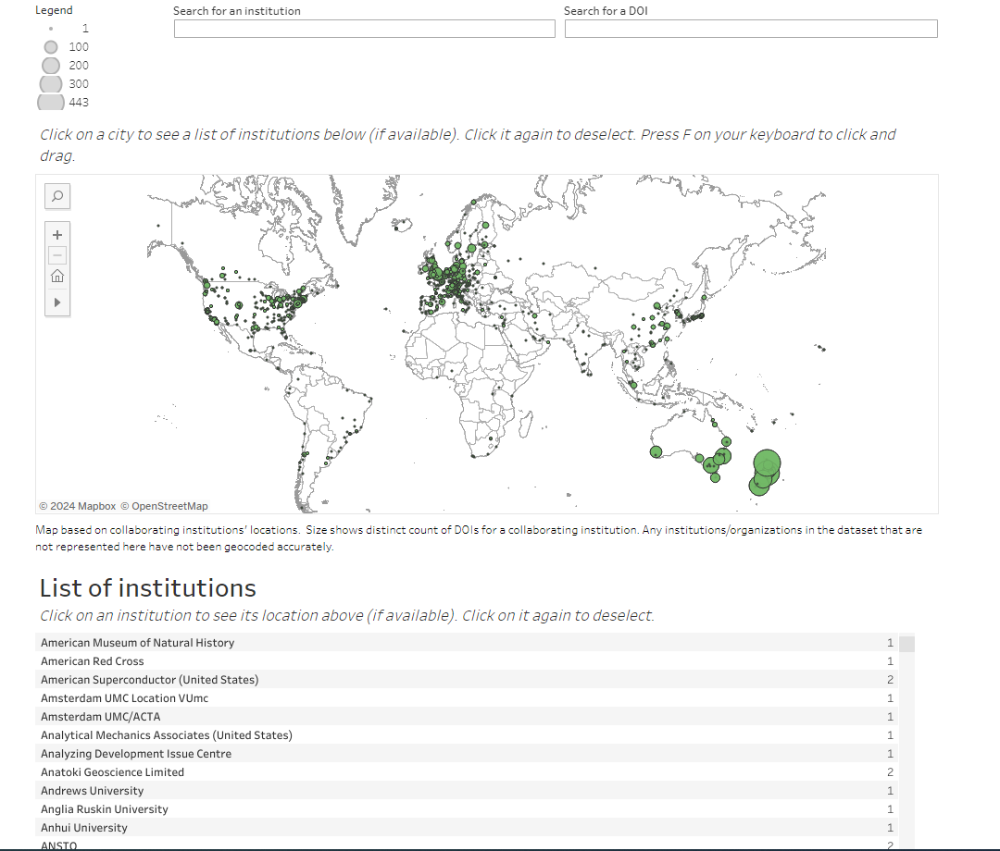 Legend
Search for an institution
Search for a DOI
1
100
200
300
443
Click on a city to see a list of institutions below (if available). Click it again to deselect. Press F on your keyboard to click and
drag.
© 2024 Mapbox © OpenStreetMap
Map based on collaborating institutions' locations. Size shows distinct count of DOIs for a collaborating institution. Any institutions/organizations in the dataset that are
not represented here have not been geocoded accurately.
List of institutions
Click on an institution to see its location above (if available). Click on it again to deselect.
American Museum of Natural History 1
American Red Cross 1
American Superconductor (United States) 2
Amsterdam UMC Location VUmc 1
Amsterdam UMC/ACTA 1
Analytical Mechanics Associates (United States) 1
Analyzing Development Issue Centre 1
Anatoki Geoscience Limited 2
Andrews University 1
Anglia Ruskin University 1
Anhui University 1
ANSTO 2